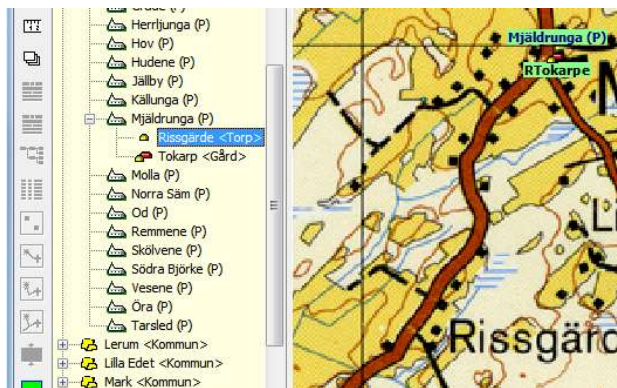 Herrljunga (P)
Hov (P)
Hudene (P)
Jällby (P)
Källunga (P)
Mjäldrunga (P)
Rissgärde <Torp>
Tokarp <Gård>
Molla (P)
Norra Säm (P)
Od (P)
Remmene (P)
Skölvene (P)
Södra Björke (P)
Vesene (P)
Öra (P)
Tarsled (P)
Lerum <Kommun>
Lilla Edet <Kommun>
Mark <Kommun>
Mjäldrunga (P)
RTokarpe
Rissgärd